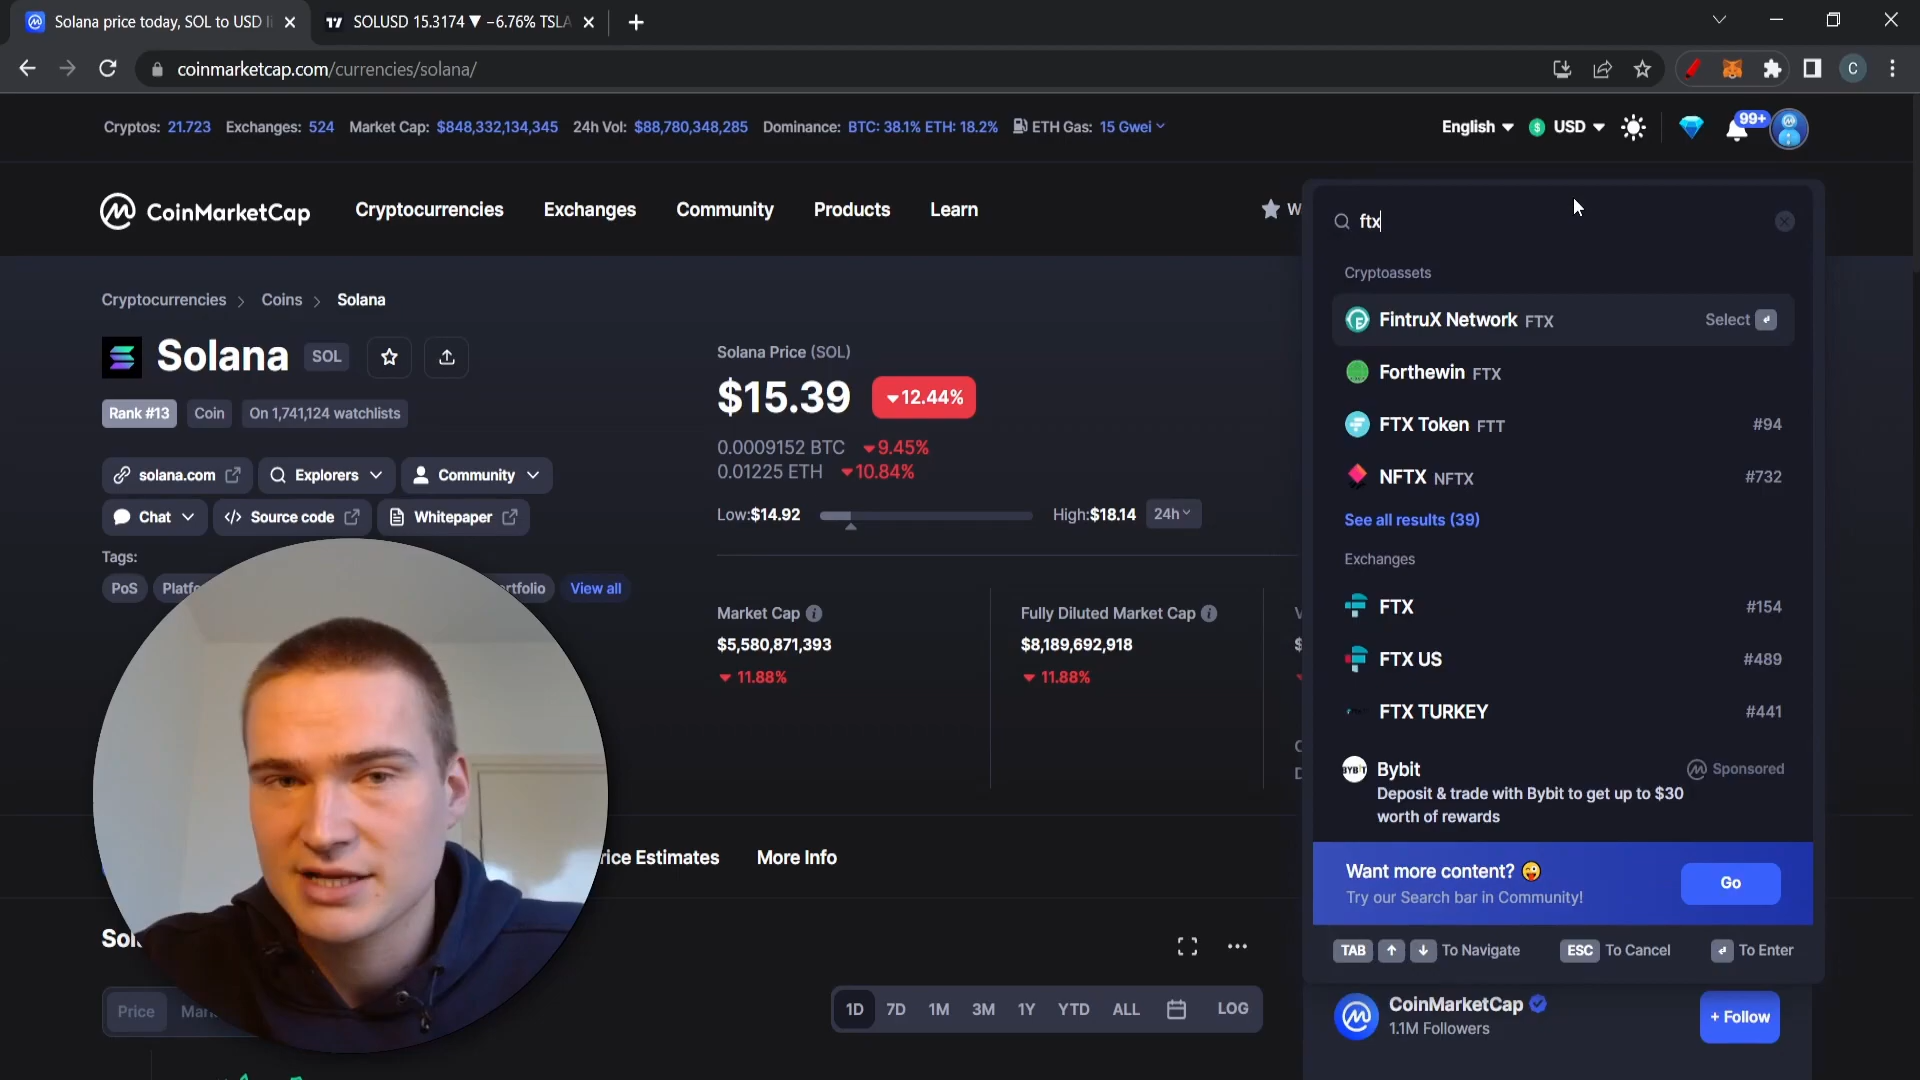 Solana price today, SOL to USD li
SOLUSD 15.3174 ▼ −6.76% TSLA
coinmarketcap.com/currencies/solana/
C
Cryptos: 21.723 Exchanges: 524 Market Cap: $848,332,134,345 24h Vol: $88,780,348,285 Dominance: BTC: 38.1% ETH: 18.2% ETH Gas: 15 Gwei
English USD 99+
CoinMarketCap Cryptocurrencies Exchanges Community Products Learn W
ftx
Cryptoassets
FintruX Network FTX Select
Forthewin FTX
FTX Token FTT #94
NFTX NFTX #732
See all results (39)
Exchanges
FTX #154
FTX US #489
FTX TURKEY #441
BYBIT Bybit Sponsored
Deposit & trade with Bybit to get up to $30
worth of rewards
Want more content? 😜
Try our Search bar in Community!
Go
TAB To Navigate ESC To Cancel To Enter
CoinMarketCap
1.1M Followers
+ Follow
Cryptocurrencies > Coins > Solana
Solana SOL
Rank #13 Coin On 1,741,124 watchlists
solana.com Explorers Community
Chat Source code Whitepaper
Tags:
PoS Platfo rtfolio View all
Solana Price (SOL)
$15.39 12.44%
0.0009152 BTC 9.45%
0.01225 ETH 10.84%
Low:$14.92 High:$18.14 24h
Market Cap
$5,580,871,393
11.88%
Fully Diluted Market Cap
$8,189,692,918
11.88%
V
$
C
D
rice Estimates More Info
Sol
Price Mar
1D 7D 1M 3M 1Y YTD ALL LOG